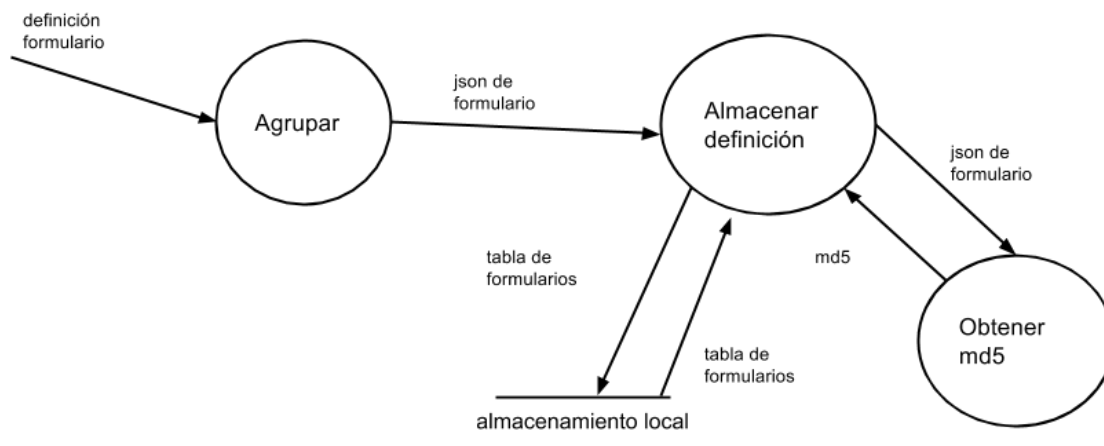 definición
formulario
Agrupar
json de
formulario
Almacenar
definición
json de
formulario
tabla de
formularios
md5
Obtener
md5
tabla de
formularios
almacenamiento local